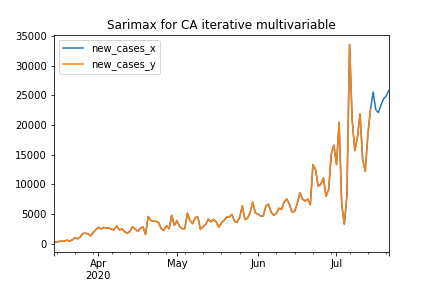 Sarimax for CA iterative multivariable
35000
new_cases_x
new_cases_y
30000
25000
20000
15000
10000
5000
0
Apr
2020
May
Jun
Jul